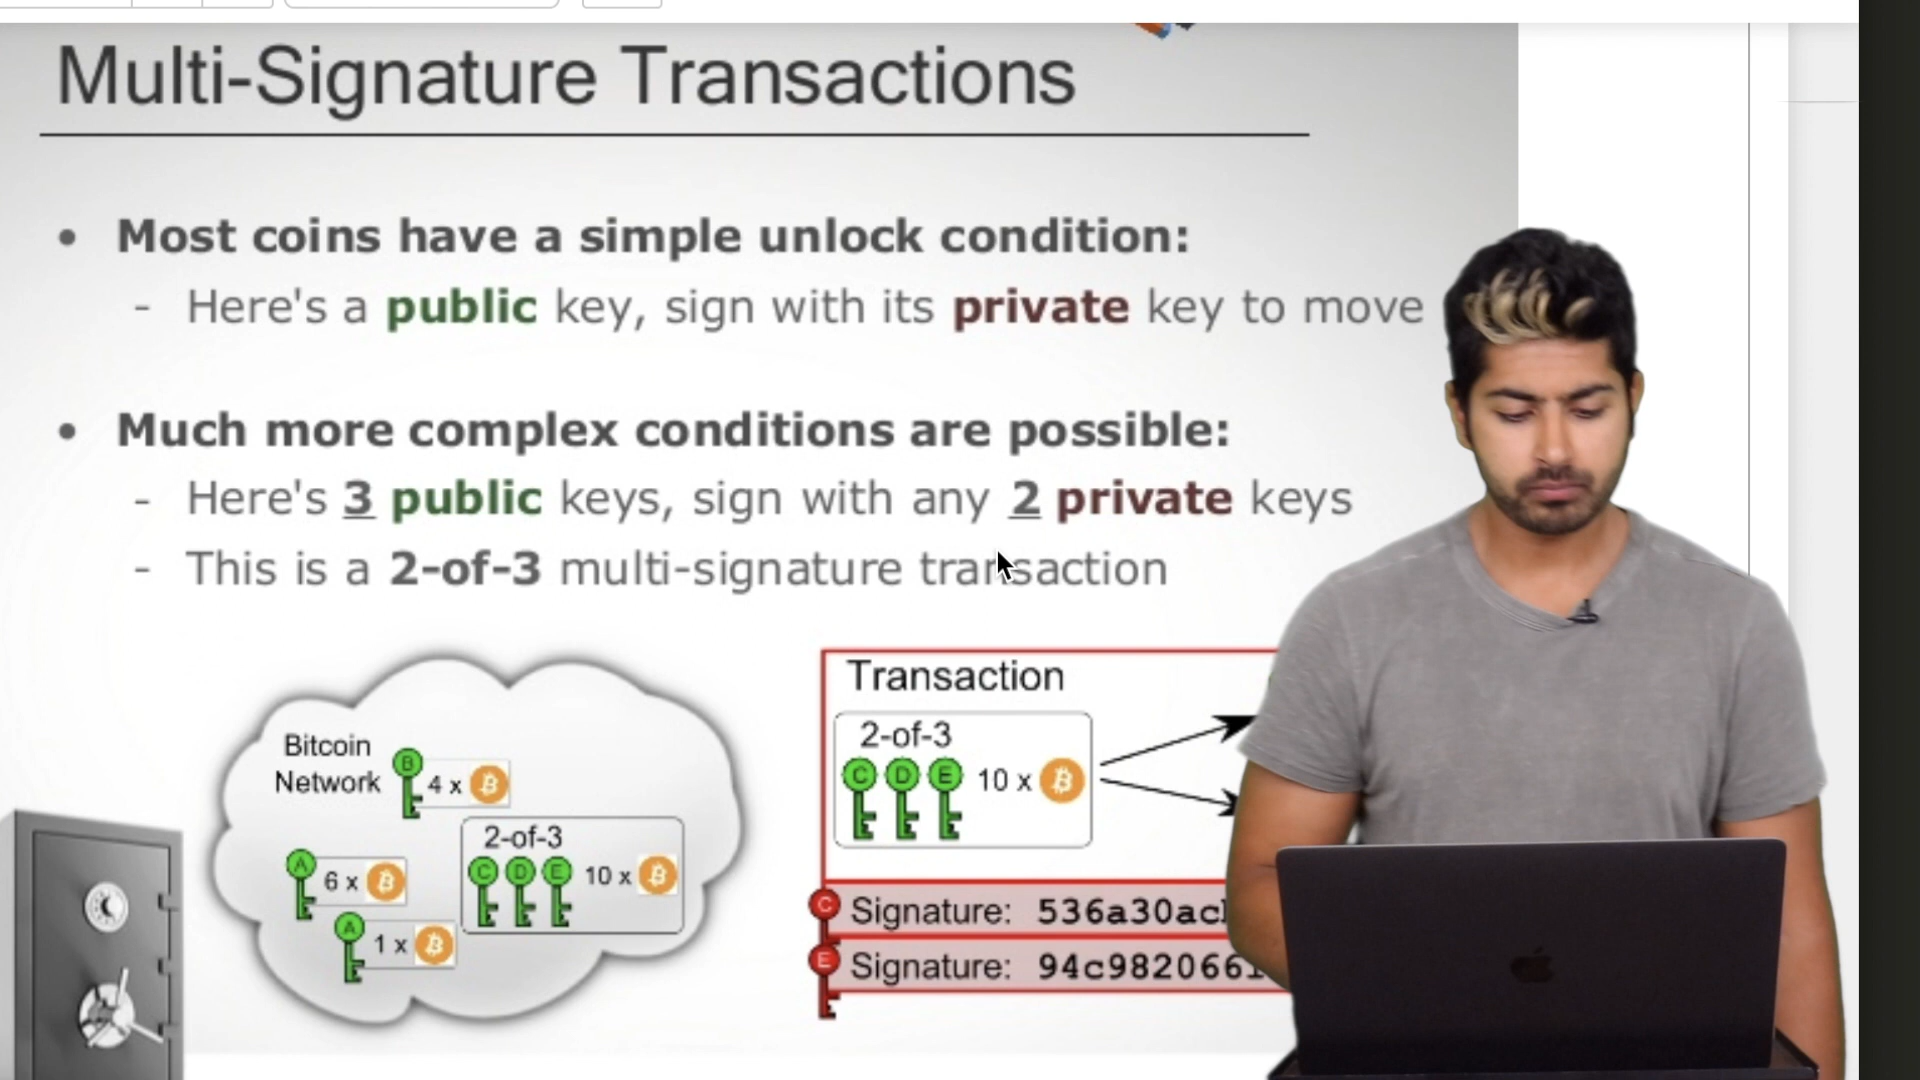 Multi-Signature Transactions
• Most coins have a simple unlock condition:
- Here's a public key, sign with its private key to move
• Much more complex conditions are possible:
- Here's 3 public keys, sign with any 2 private keys
- This is a 2-of-3 multi-signature transaction
Bitcoin
Network
B 4 x
2-of-3
C D E 10 x
A 6 x
A 1 x
Transaction
2-of-3
C D E 10 x
C Signature: 536a30ac
E Signature: 94c982066